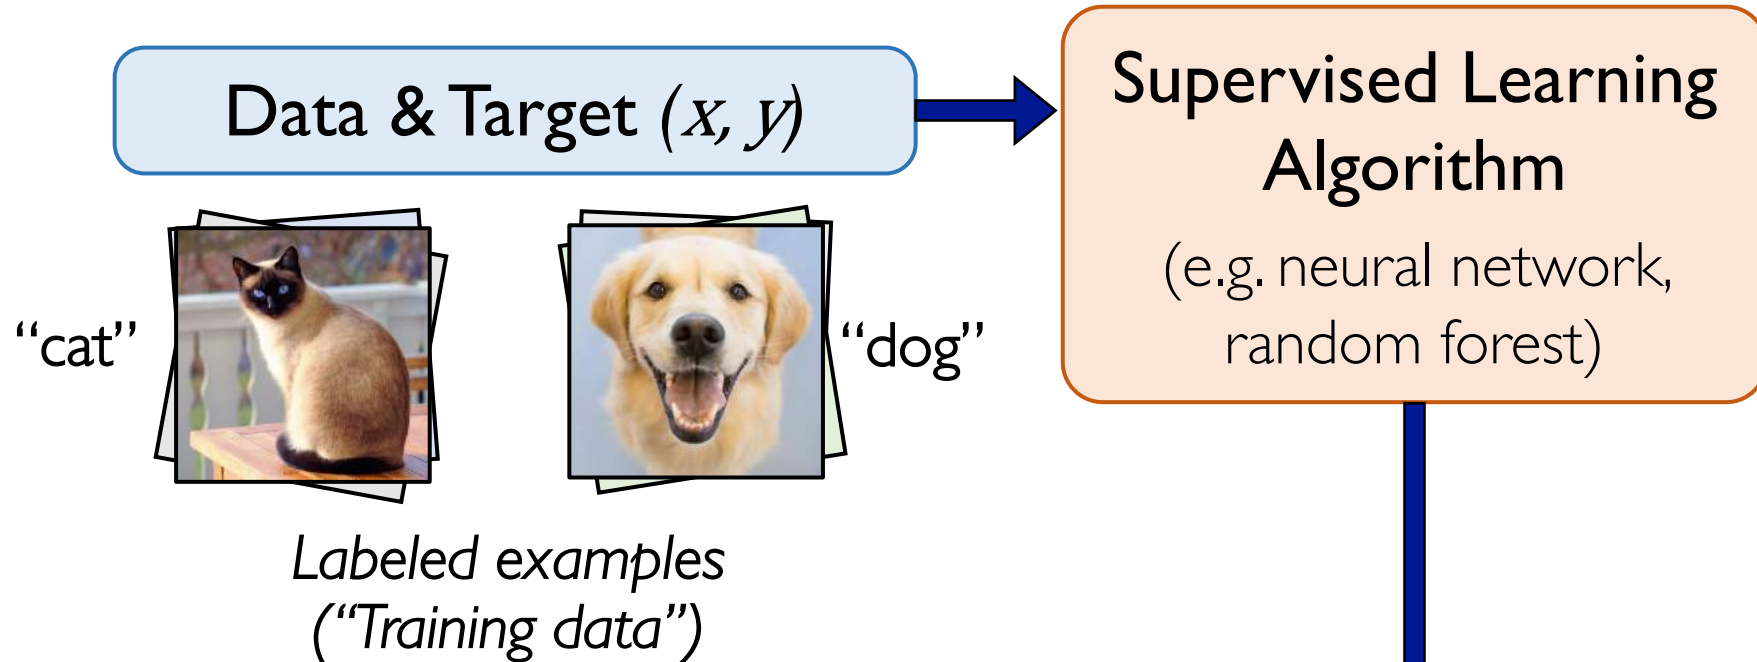 Data & Target (x, y)
Supervised Learning
Algorithm
(e.g. neural network,
random forest)
“cat”
“dog”
Labeled examples
(“Training data”)